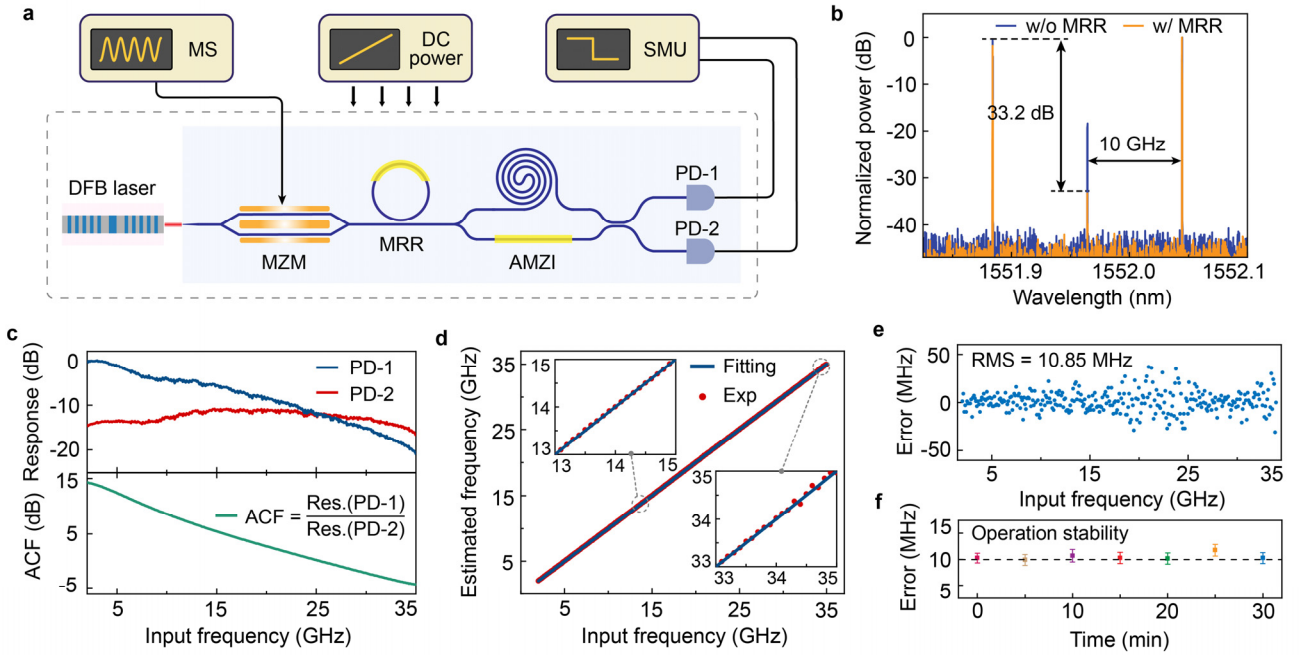 a
MS
DC
power
SMU
DFB laser
MZM
MRR
AMZI
PD-1
PD-2
b
w/o MRR
w/ MRR
Normalized power (dB)
0
-10
-20
-30
-40
33.2 dB
10 GHz
1551.9
1552.0
1552.1
Wavelength (nm)
c
Response (dB)
0
-10
-20
PD-1
PD-2
ACF (dB)
15
5
-5
ACF = Res.(PD-1)
Res.(PD-2)
5
15
25
35
Input frequency (GHz)
d
Estimated frequency (GHz)
35
25
15
5
Fitting
Exp
15
14
13
13
14
15
35
34
33
33
34
35
5
15
25
35
Input frequency (GHz)
e
Error (MHz)
50
0
-50
RMS = 10.85 MHz
5
15
25
35
Input frequency (GHz)
f
Error (MHz)
15
10
5
Operation stability
0
10
20
30
Time (min)